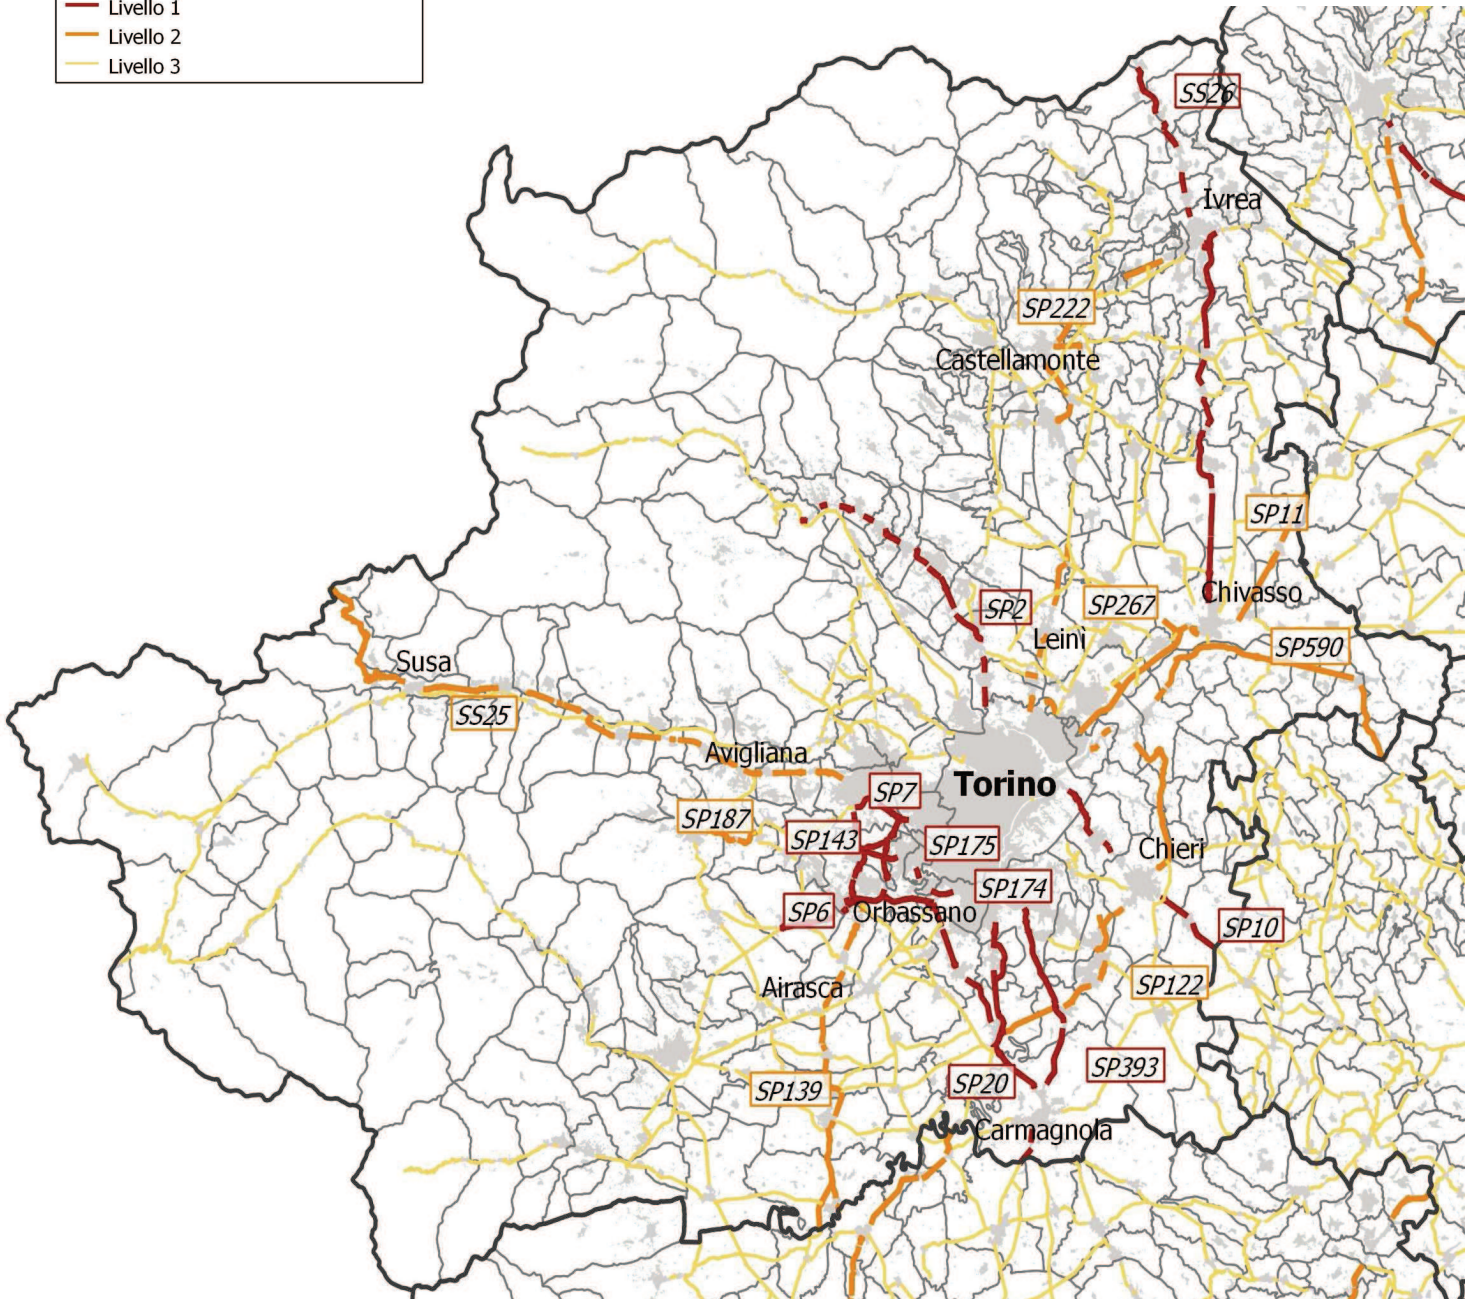 Livello 1
Livello 2
Livello 3
SS26
Ivrea
SP222
Castellamonte
SP11
Chivasso
SP267
SP2
Leinì
SP590
Susa
SS25
Avigliana
Torino
SP7
SP187
SP143
SP175
Chieri
SP174
SP6
Orbassano
SP10
Airasca
SP122
SP393
SP20
SP139
Carmagnola